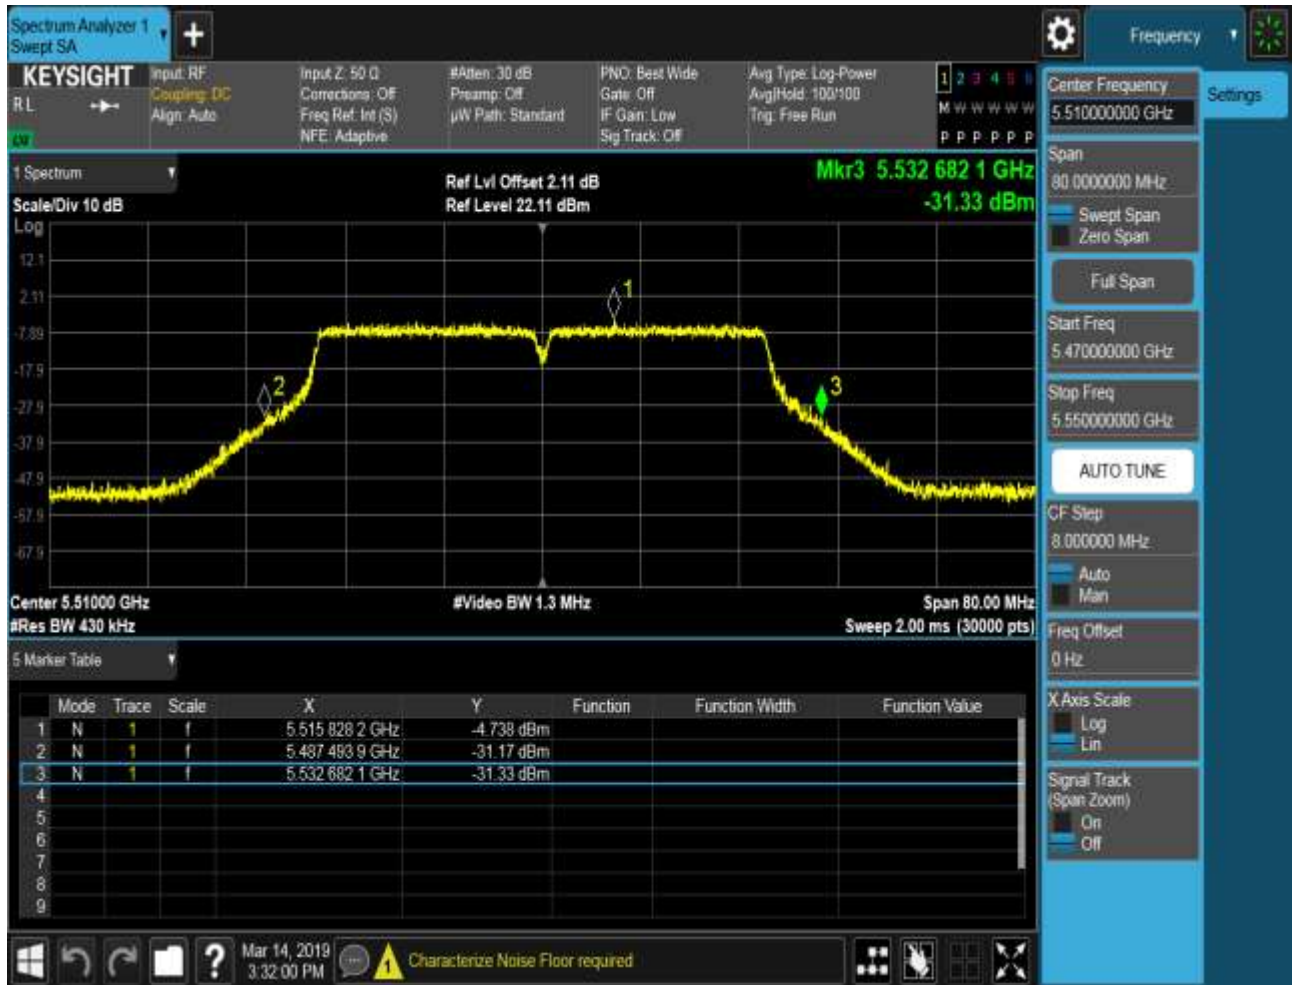 Spectrum Analyzer 1
Swept SA
+
Frequency
KEYSIGHT
RL
Input: RF
Coupling: DC
Align: Auto
Input Z: 50 Ω
Corrections: Off
Freq Ref: Int (S)
NFE: Adaptive
#Atten: 30 dB
Preamp: Off
µW Path: Standard
PNO: Best Wide
Gate: Off
IF Gain: Low
Sig Track: Off
Avg Type: Log-Power
Avg|Hold: 100/100
Trig: Free Run
1 2 3 4 5 6
M W W W W W
P P P P P P
1 Spectrum
Scale/Div 10 dB
Ref Lvl Offset 2.11 dB
Ref Level 22.11 dBm
Mkr3 5.532 682 1 GHz
-31.33 dBm
Log
12.1
2.11
-7.89
-17.9
-27.9
-37.9
-47.9
-57.9
-67.9
1
2
3
Center 5.51000 GHz
#Res BW 430 kHz
#Video BW 1.3 MHz
Span 80.00 MHz
Sweep 2.00 ms (30000 pts)
5 Marker Table
Mode Trace Scale X Y Function Function Width Function Value
1 N 1 f 5.515 828 2 GHz -4.738 dBm
2 N 1 f 5.487 493 9 GHz -31.17 dBm
3 N 1 f 5.532 682 1 GHz -31.33 dBm
4
5
6
7
8
9
Mar 14, 2019
3:32:00 PM
?
1
Characterize Noise Floor required
Center Frequency
5.510000000 GHz
Settings
Span
80.0000000 MHz
Swept Span
Zero Span
Full Span
Start Freq
5.470000000 GHz
Stop Freq
5.550000000 GHz
AUTO TUNE
CF Step
8.000000 MHz
Auto
Man
Freq Offset
0 Hz
X Axis Scale
Log
Lin
Signal Track
(Span Zoom)
On
Off